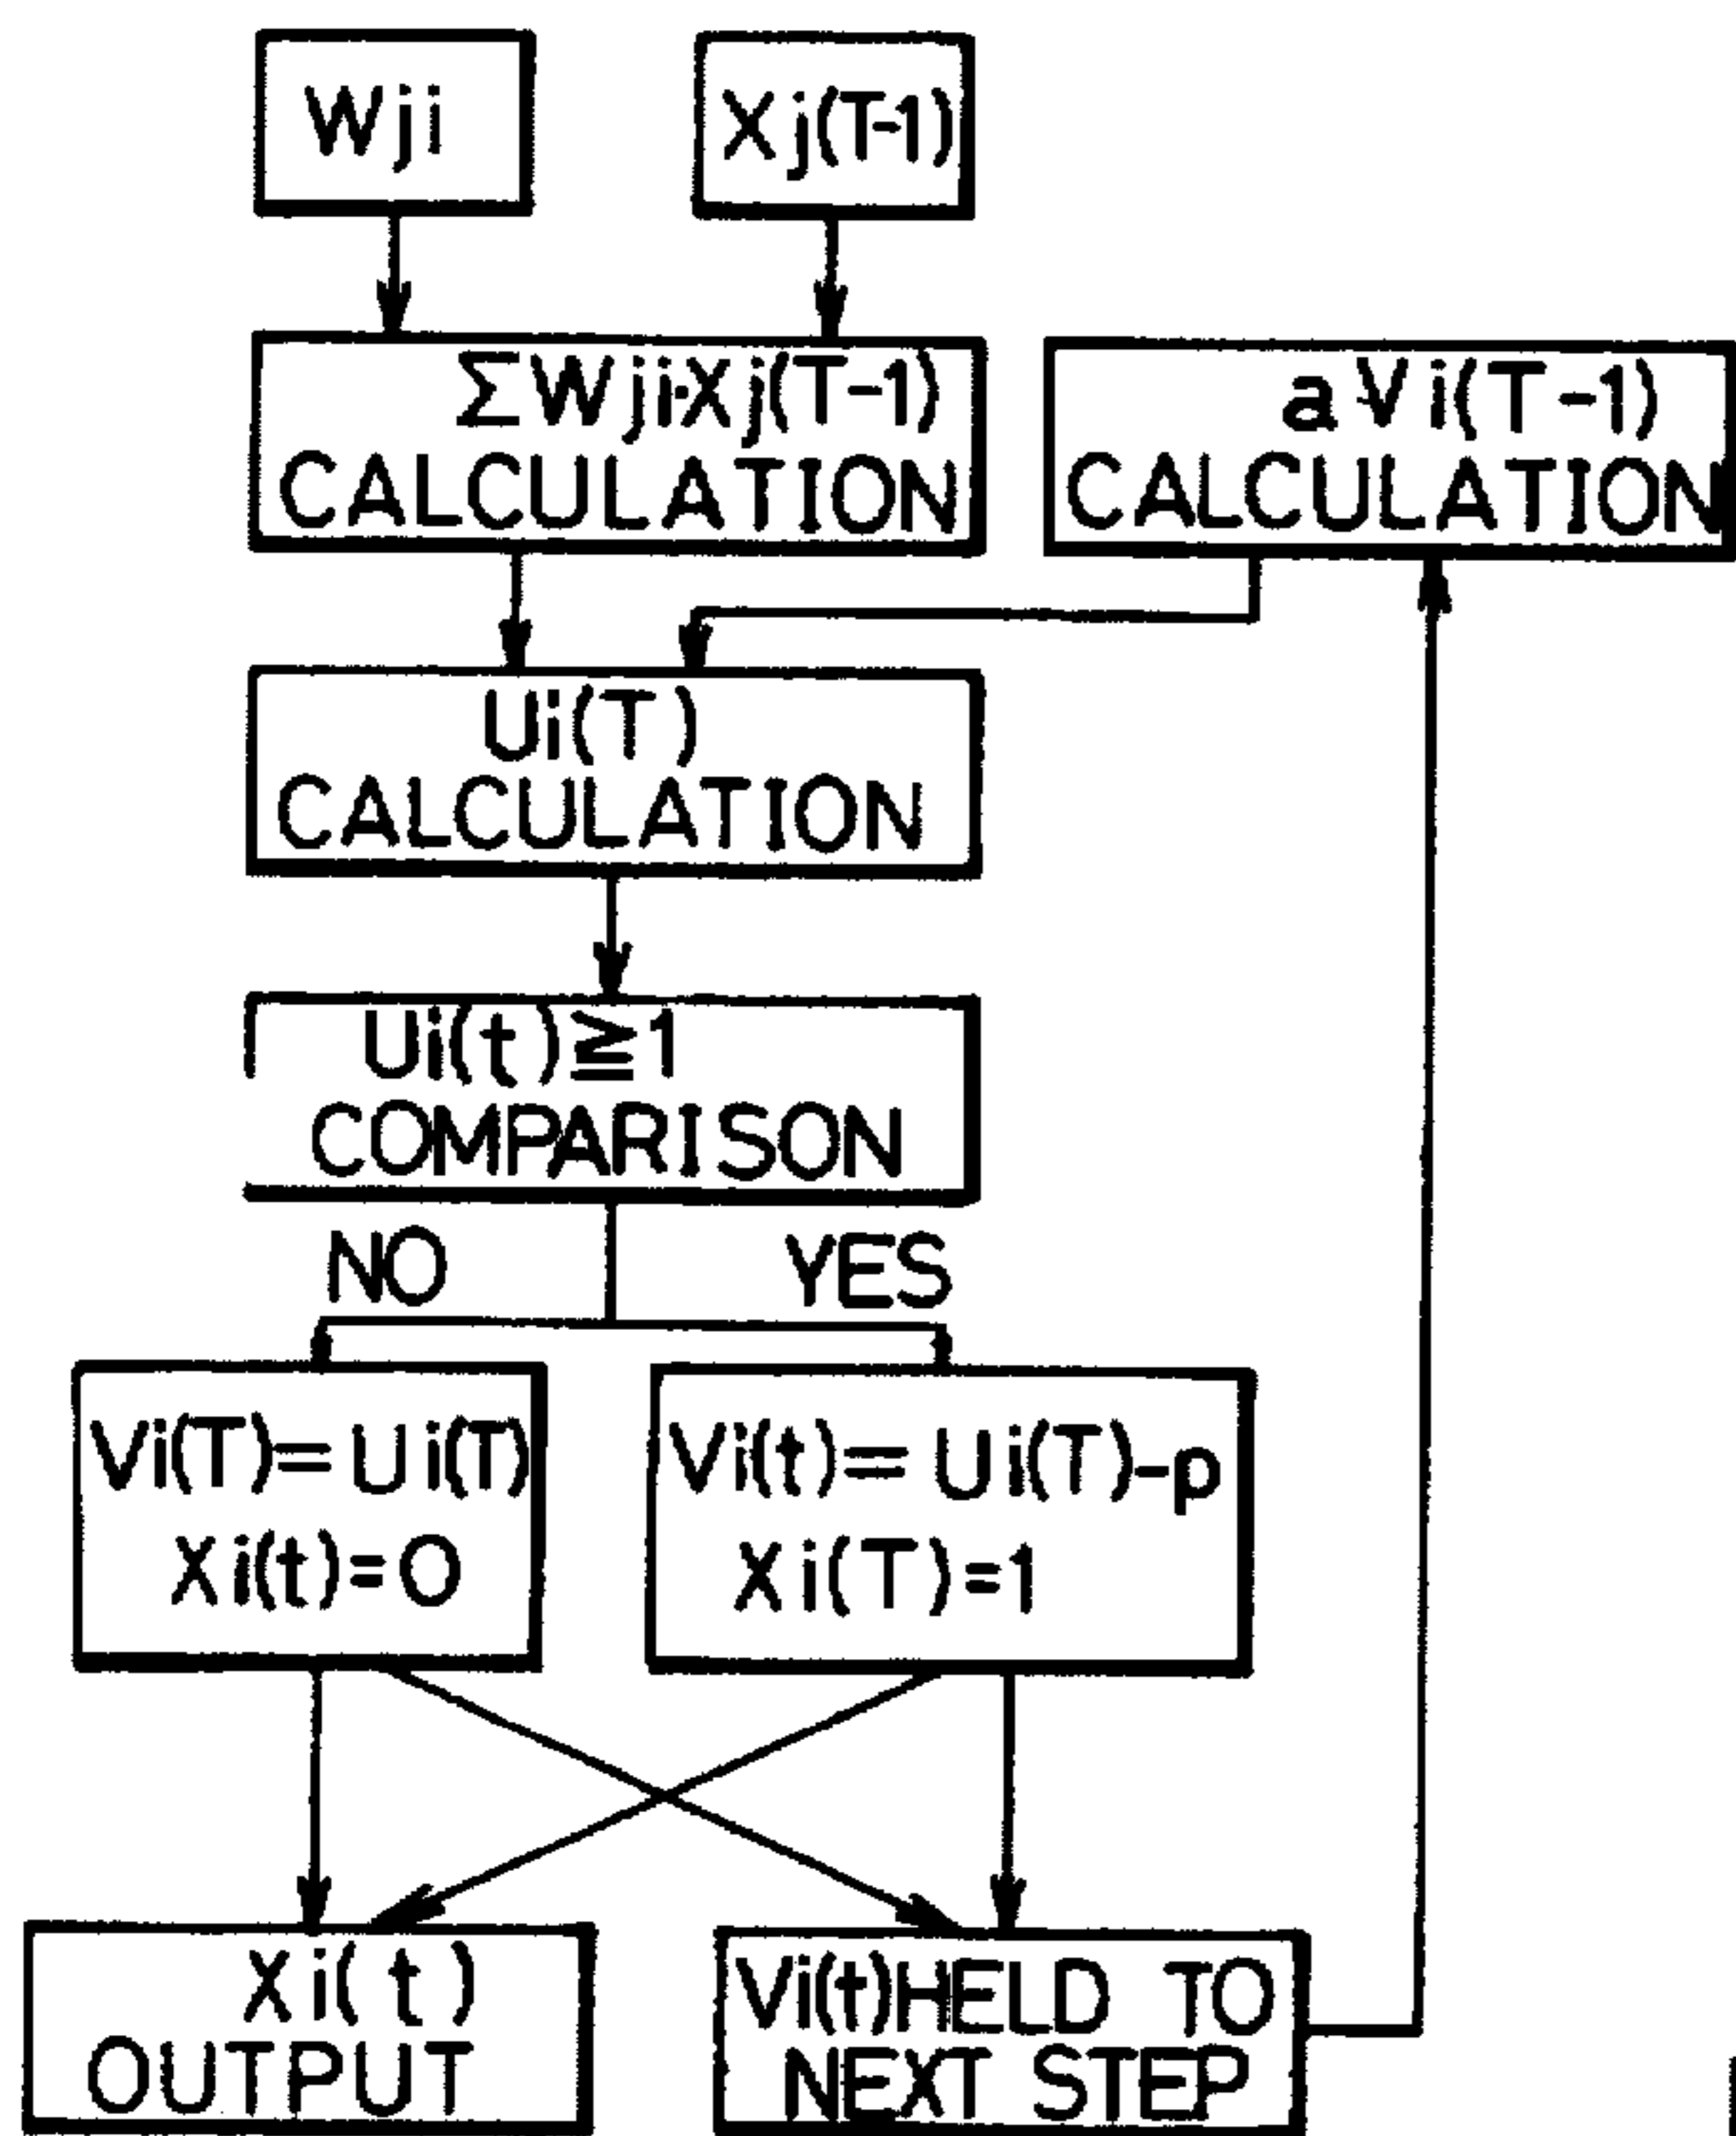 Wji
Xj(T-1)
ΣWji·Xj(T-1)
CALCULATION
aVi(T-1)
CALCULATION
Ui(T)
CALCULATION
Ui(t)≧1
COMPARISON
NO
YES
Vi(T)=Ui(T)
Xi(t)=0
Vi(t)=Ui(T)-p
Xi(T)=1
Xi(t)
OUTPUT
Vi(t)HELD TO
NEXT STEP